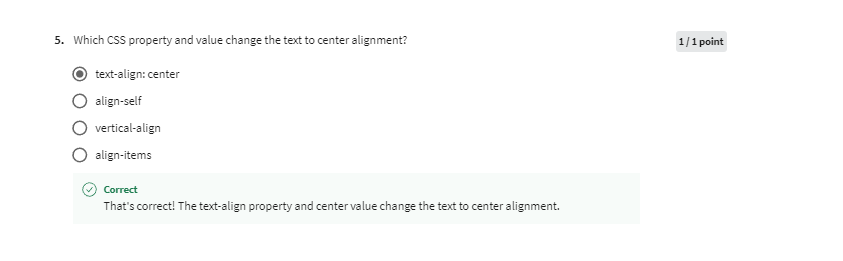 5. Which CSS property and value change the text to center alignment?
1 / 1 point
text-align: center
align-self
vertical-align
align-items
Correct
That's correct! The text-align property and center value change the text to center alignment.